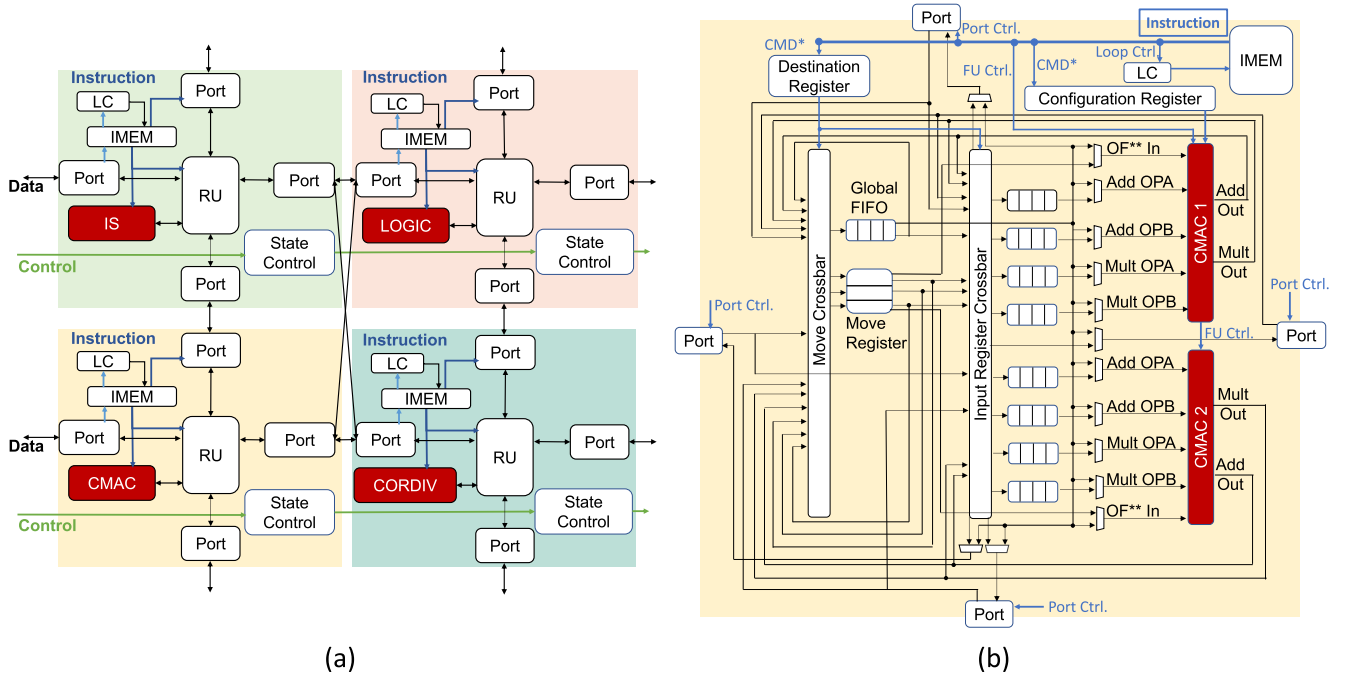 Instruction
LC
IMEM
Port
Port
RU
Port
Data
IS
State
Control
Control
Port
Instruction
LC
IMEM
Port
Port
RU
Port
LOGIC
State
Control
Port
Instruction
LC
IMEM
Port
Port
RU
Port
Data
CMAC
State
Control
Control
Port
Instruction
LC
IMEM
Port
Port
RU
Port
CORDIV
State
Control
Port
(a)
Port
Port Ctrl.
Instruction
IMEM
CMD*
Destination
Register
FU Ctrl.
CMD*
Loop Ctrl.
LC
Configuration Register
Global
FIFO
Move Crossbar
Move
Register
Input Register Crossbar
OF** In
Add OPA
Add OPB
Mult OPA
Mult OPB
CMAC 1
Add
Out
Mult
Out
Port Ctrl.
Port
Port Ctrl.
Port
FU Ctrl.
Add OPA
Add OPB
Mult OPA
Mult OPB
OF** In
CMAC 2
Mult
Out
Add
Out
Port
Port Ctrl.
(b)